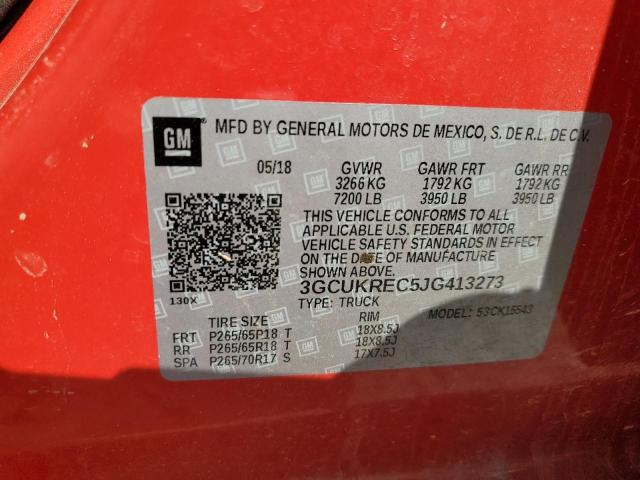 GM
MFD BY GENERAL MOTORS DE MEXICO, S. DE R.L. DE C.V.
05/18 GVWR GAWR FRT GAWR RR
3266 KG 1792 KG 1792 KG
7200 LB 3950 LB 3950 LB
THIS VEHICLE CONFORMS TO ALL
APPLICABLE U.S. FEDERAL MOTOR
VEHICLE SAFETY STANDARDS IN EFFECT
ON THE DATE OF MANUFACTURE
SHOWN ABOVE.
3GCUKREC5JG413273
130X
TYPE: TRUCK MODEL: 53CK15543
TIRE SIZE RIM
FRT P265/65R18 T 18X8.5J
RR P265/65R18 T 18X8.5J
SPA P265/70R17 S 17X7.5J